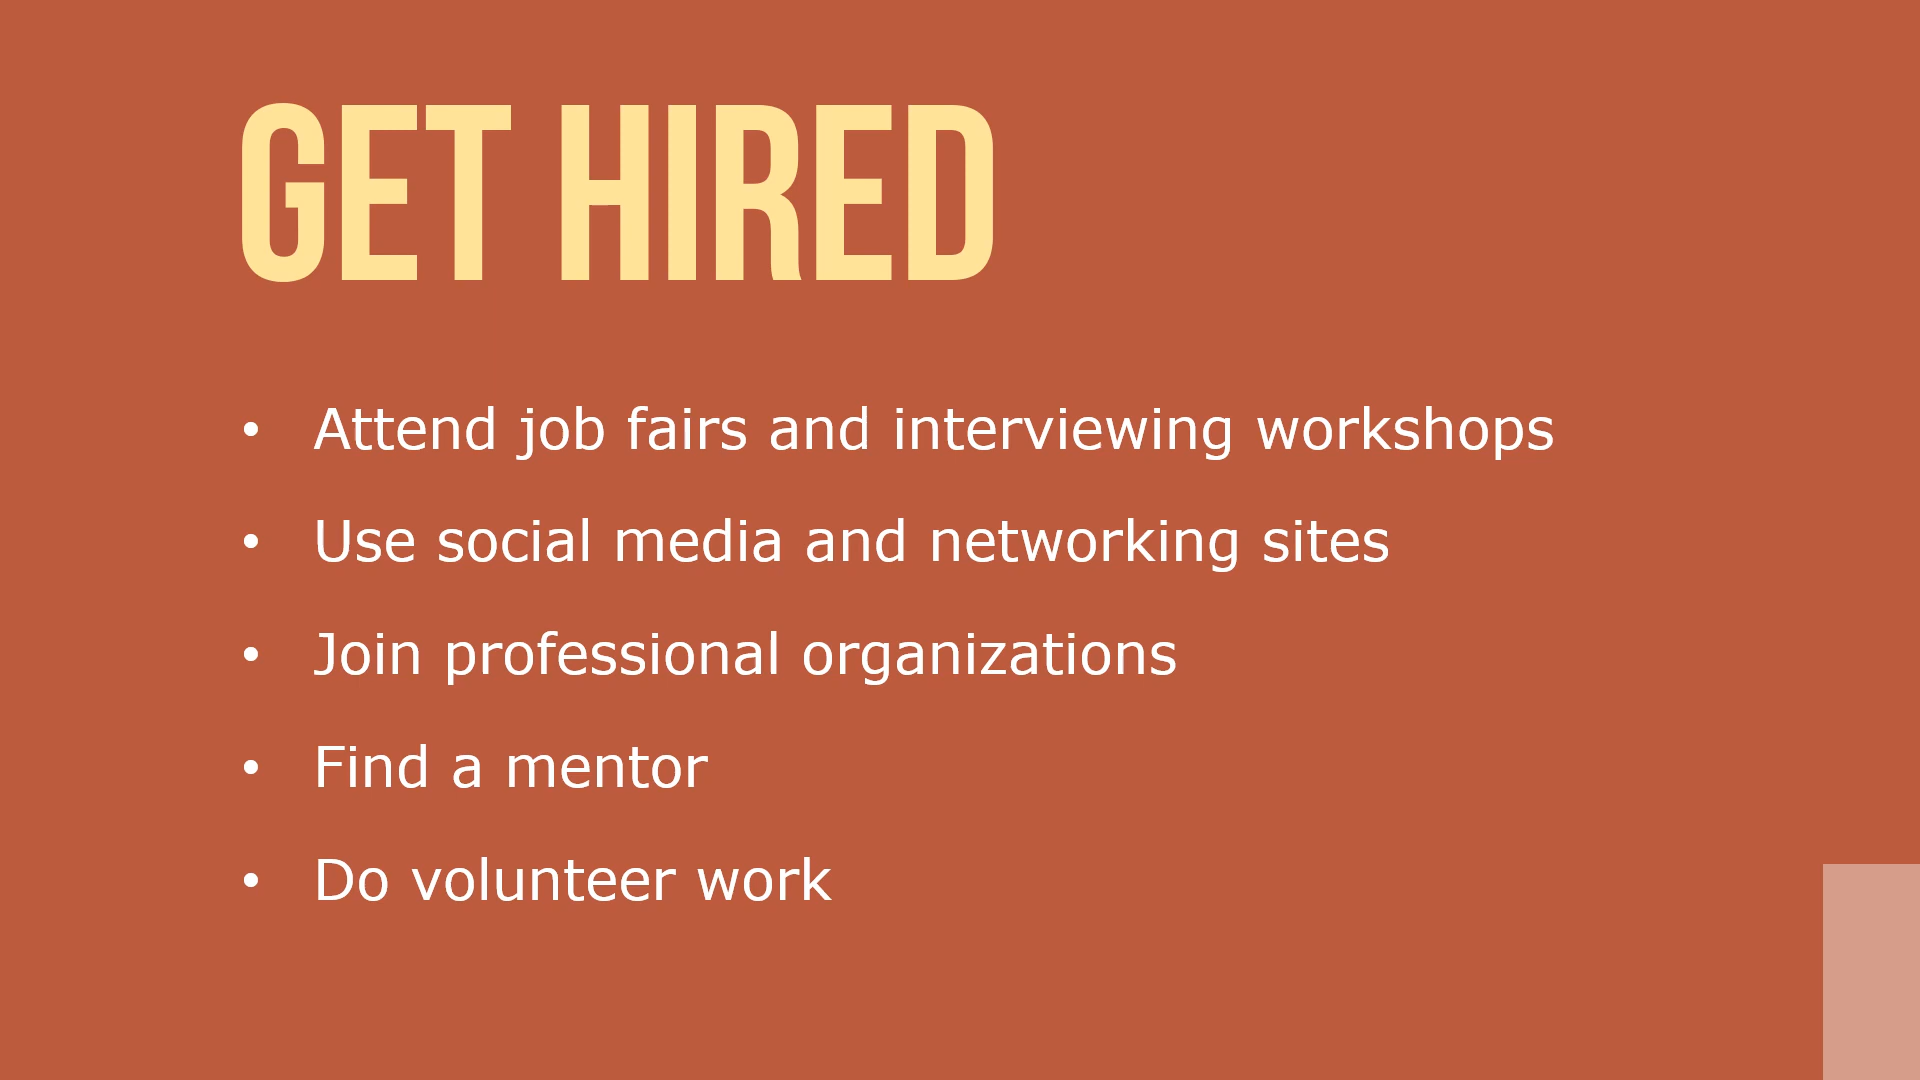 GET HIRED
• Attend job fairs and interviewing workshops
• Use social media and networking sites
• Join professional organizations
• Find a mentor
• Do volunteer work